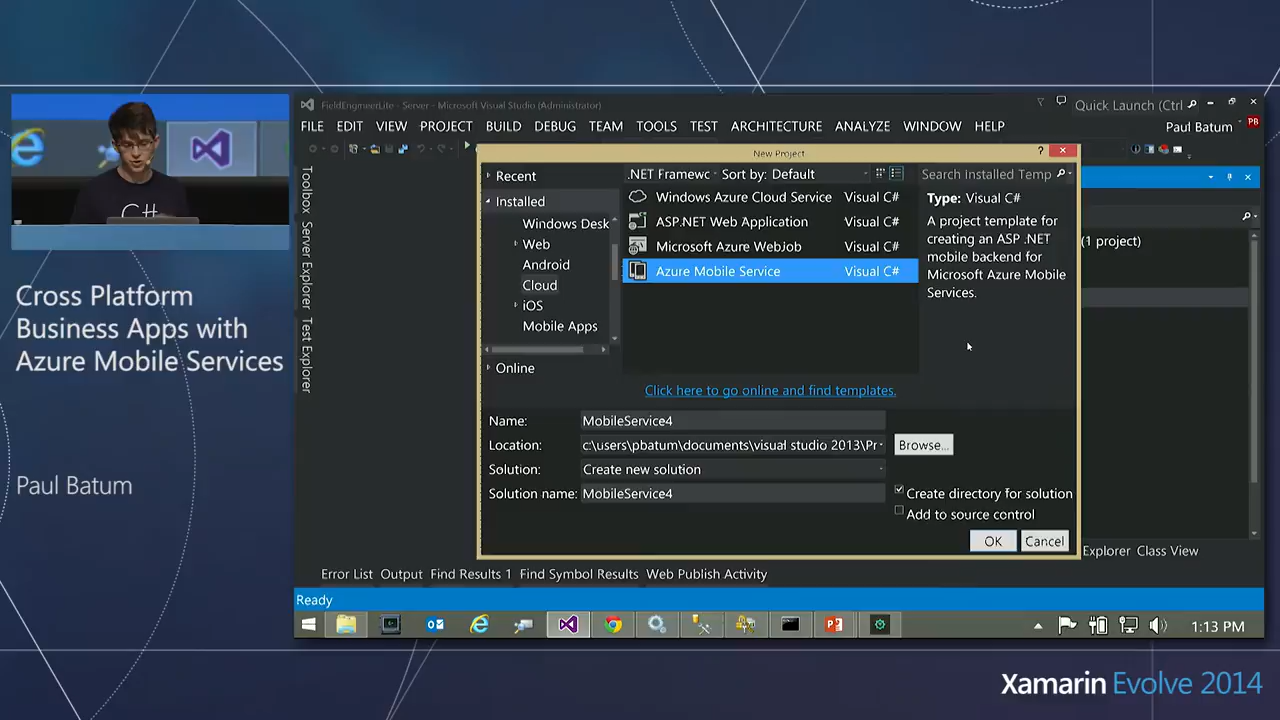 C#
Cross Platform
Business Apps with
Azure Mobile Services
Paul Batum
FieldEngineerLite - Server - Microsoft Visual Studio (Administrator)
Quick Launch (Ctrl
FILE EDIT VIEW PROJECT BUILD DEBUG TEAM TOOLS TEST ARCHITECTURE ANALYZE WINDOW HELP
Paul Batum PB
Toolbox Server Explorer Test Explorer
New Project
?
Recent
.NET Framewc Sort by: Default
Search Installed Temp
Installed
Windows Desk
Web
Android
Cloud
iOS
Mobile Apps
Online
Windows Azure Cloud Service Visual C#
ASP.NET Web Application Visual C#
Microsoft Azure WebJob Visual C#
Azure Mobile Service Visual C#
Type: Visual C#
A project template for
creating an ASP .NET
mobile backend for
Microsoft Azure Mobile
Services.
Click here to go online and find templates.
Name: MobileService4
Location: c:\users\pbatum\documents\visual studio 2013\Pr
Browse...
Solution: Create new solution
Solution name: MobileService4
Create directory for solution
Add to source control
OK Cancel
(1 project)
Explorer Class View
Error List Output Find Results 1 Find Symbol Results Web Publish Activity
Ready
1:13 PM
Xamarin Evolve 2014